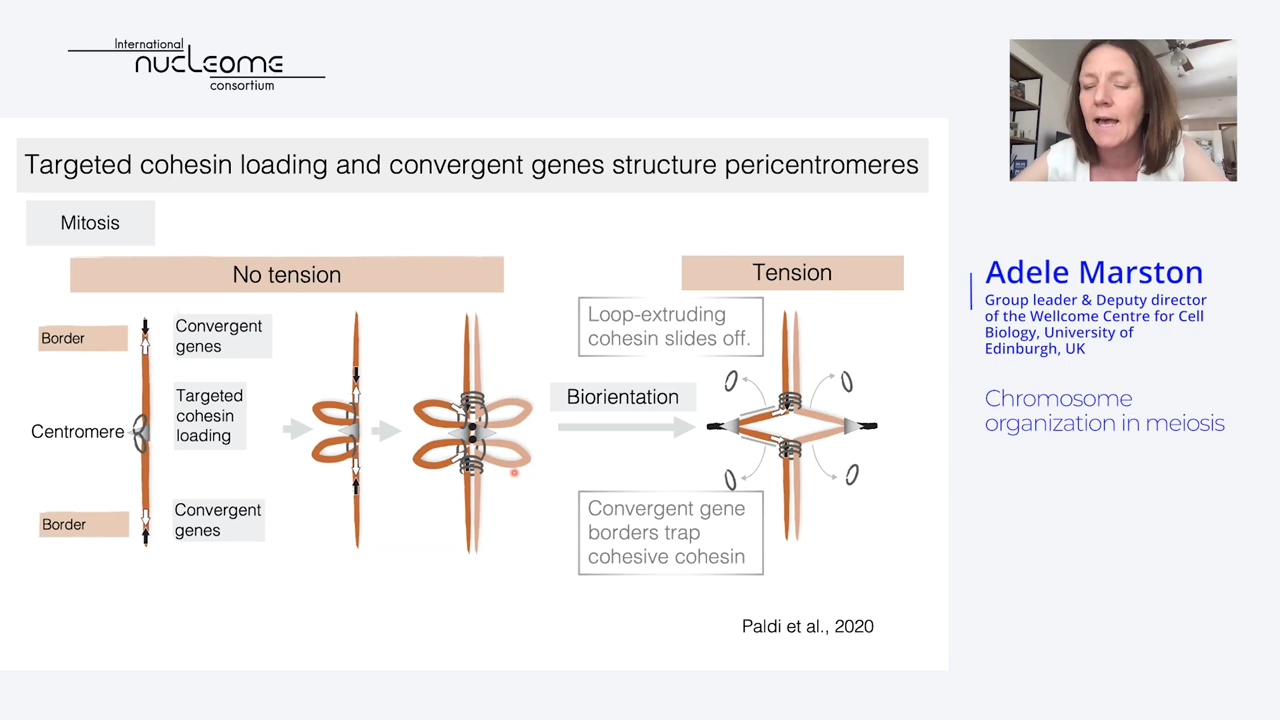 International
nucleome
consortium
Targeted cohesin loading and convergent genes structure pericentromeres
Mitosis
No tension
Tension
Border
Convergent
genes
Targeted
cohesin
loading
Centromere
Border
Convergent
genes
Biorientation
Loop-extruding
cohesin slides off.
Convergent gene
borders trap
cohesive cohesin
Paldi et al., 2020
Adele Marston
Group leader & Deputy director
of the Wellcome Centre for Cell
Biology, University of
Edinburgh, UK
Chromosome
organization in meiosis